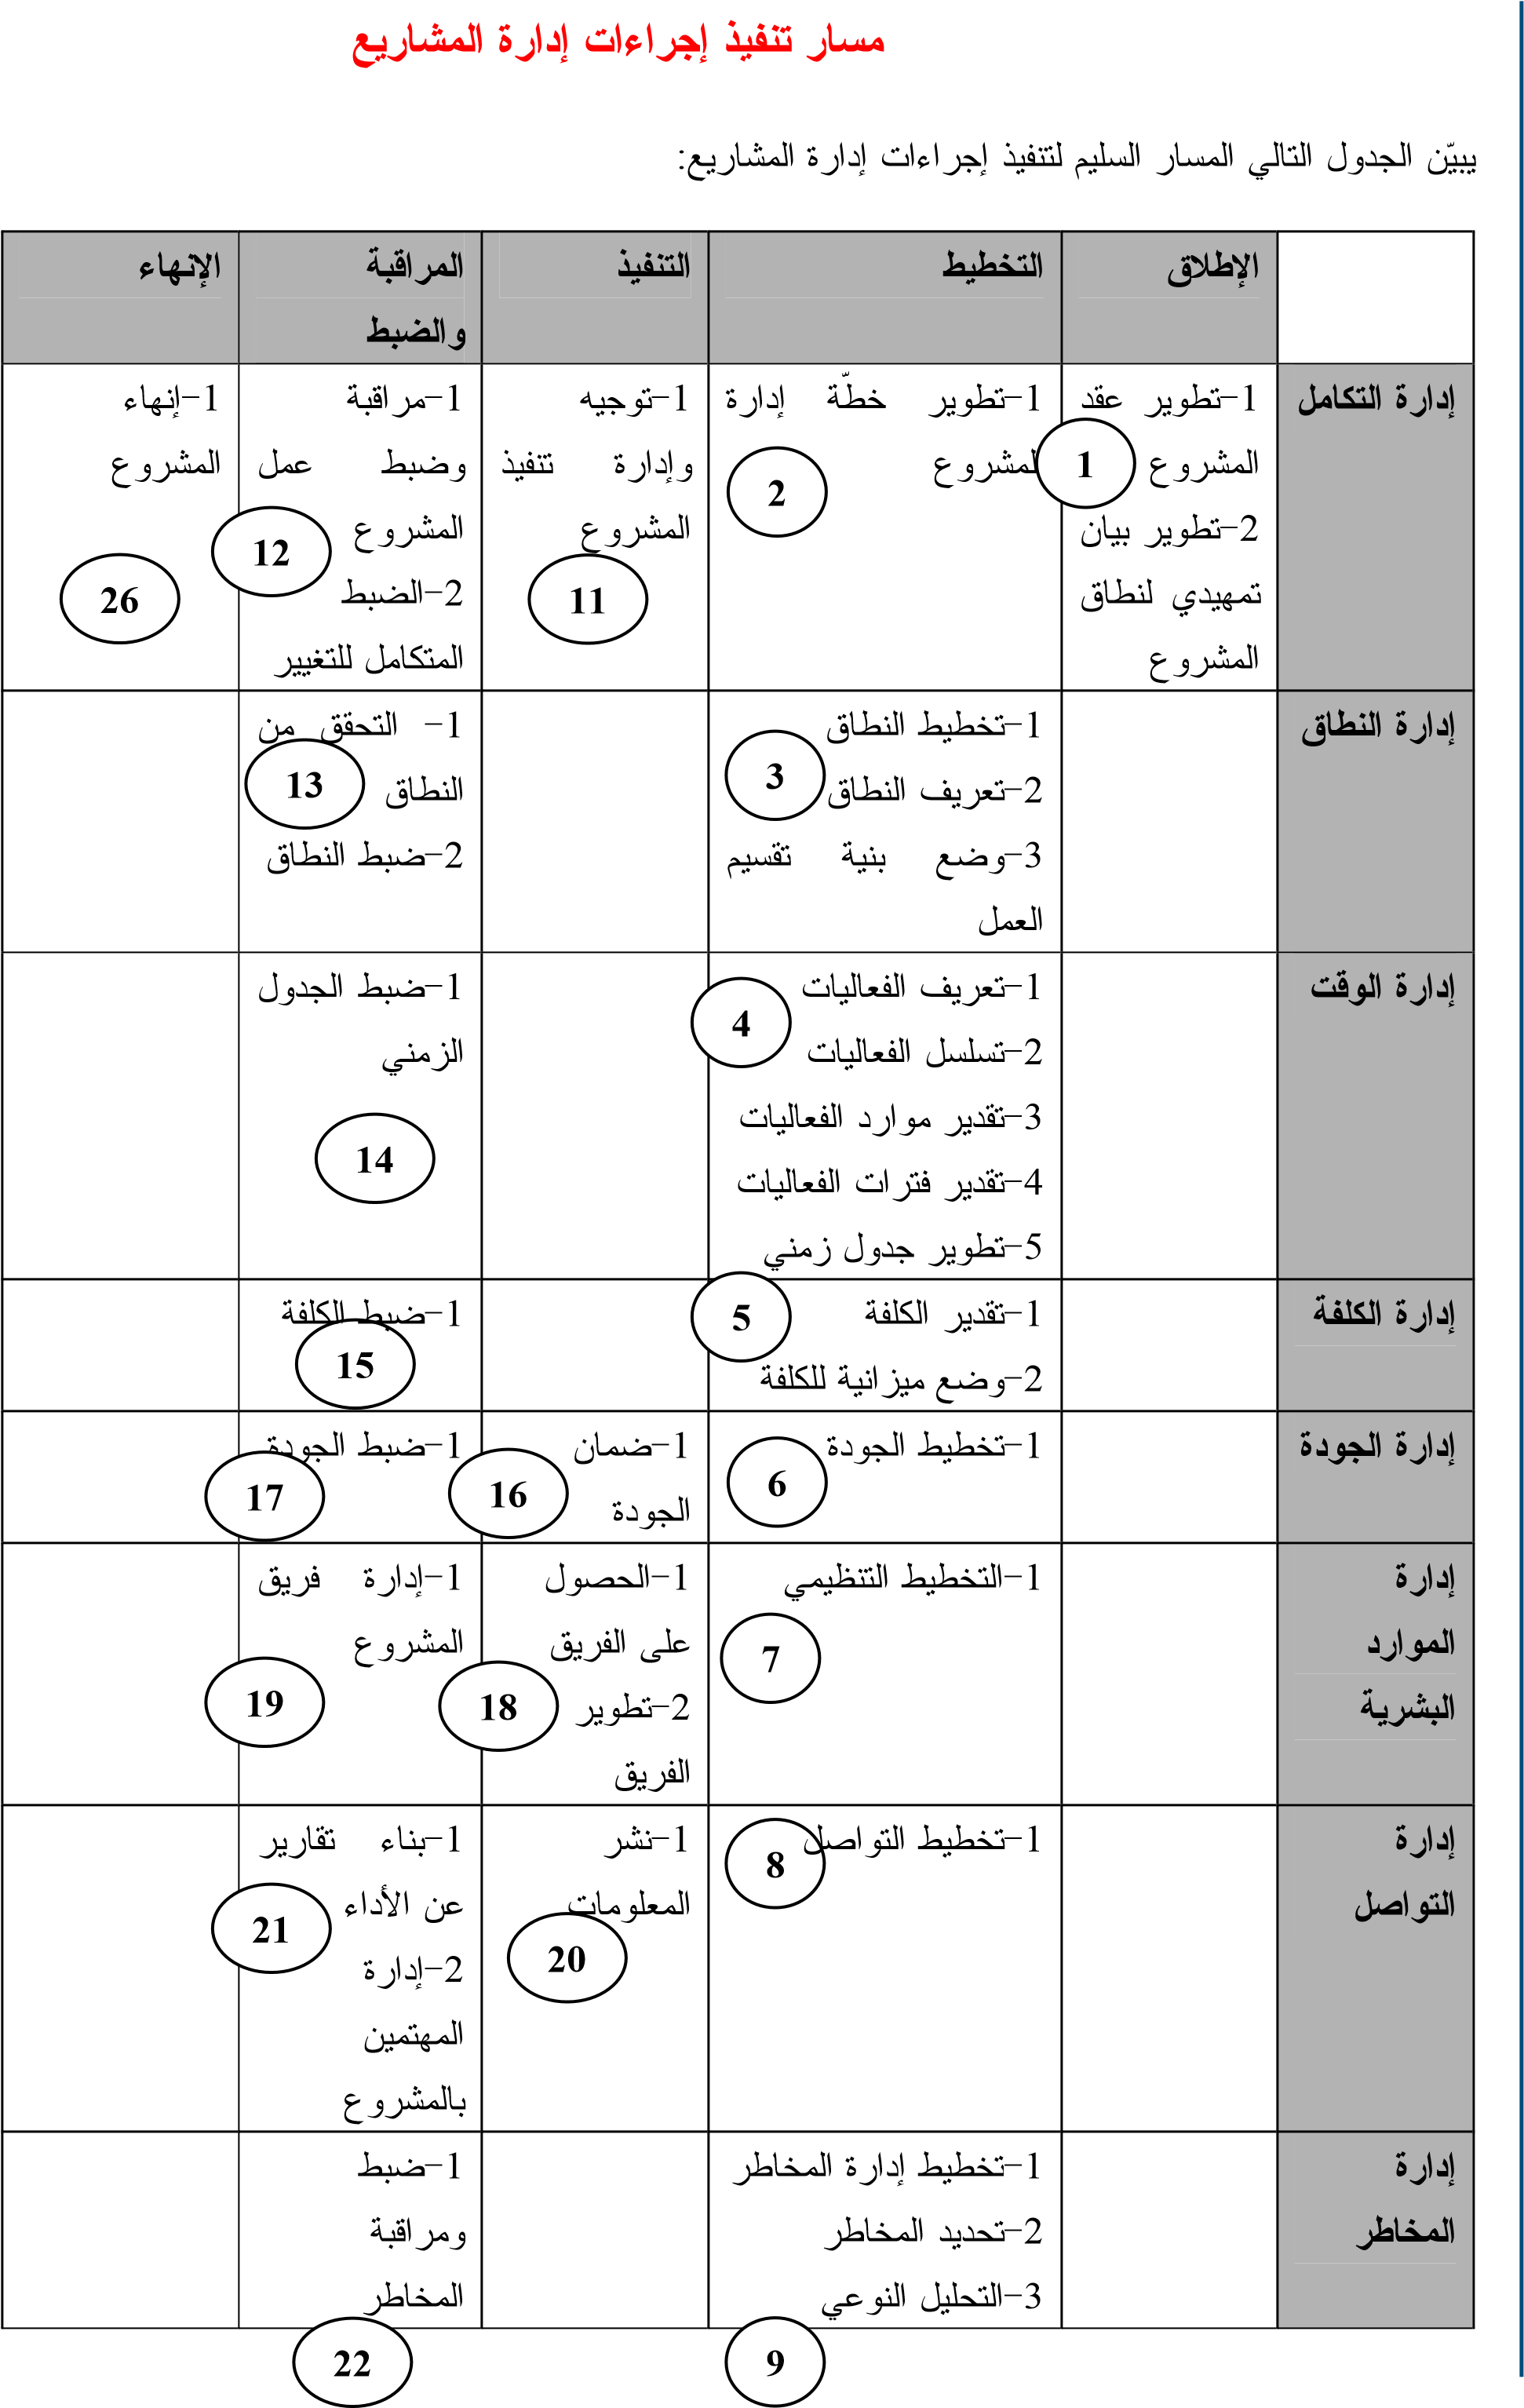 مسار تنفيذ إجراءات إدارة المشاريع
يبيّن الجدول التالي المسار السليم لتنفيذ إجراءات إدارة المشاريع:
الإطلاق
التخطيط
التنفيذ
المراقبة
والضبط
الإنهاء
إدارة التكامل
1-تطوير عقد
المشروع
2-تطوير بيان
تمهيدي لنطاق
المشروع
1
1-تطوير خطّة إدارة
المشروع
2
1-توجيه
وإدارة تنفيذ
المشروع
11
1-مراقبة
وضبط عمل
المشروع
2-الضبط
المتكامل للتغيير
12
1-إنهاء
المشروع
26
إدارة النطاق
1-تخطيط النطاق
2-تعريف النطاق
3-وضع بنية تقسيم
العمل
3
1- التحقق من
النطاق
2-ضبط النطاق
13
إدارة الوقت
1-تعريف الفعاليات
2-تسلسل الفعاليات
3-تقدير موارد الفعاليات
4-تقدير فترات الفعاليات
5-تطوير جدول زمني
4
1-ضبط الجدول
الزمني
14
إدارة الكلفة
1-تقدير الكلفة
2-وضع ميزانية للكلفة
5
1-ضبط الكلفة
15
إدارة الجودة
1-تخطيط الجودة
6
1-ضمان
الجودة
16
1-ضبط الجودة
17
إدارة
الموارد
البشرية
1-التخطيط التنظيمي
7
1-الحصول
على الفريق
2-تطوير
الفريق
18
1-إدارة فريق
المشروع
19
إدارة
التواصل
1-تخطيط التواصل
8
1-نشر
المعلومات
20
1-بناء تقارير
عن الأداء
2-إدارة
المهتمين
بالمشروع
21
إدارة
المخاطر
1-تخطيط إدارة المخاطر
2-تحديد المخاطر
3-التحليل النوعي
9
1-ضبط
ومراقبة
المخاطر
22